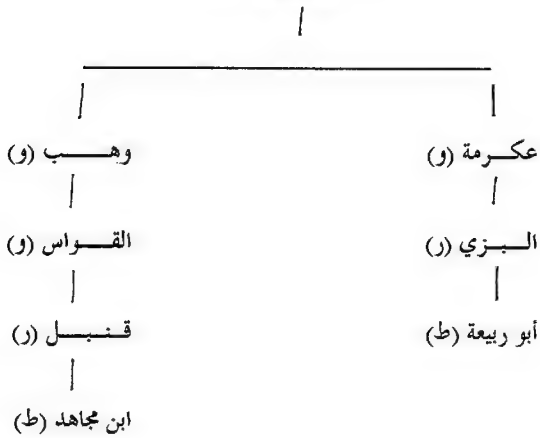 عكرمة (و) وهب (و)
البزي (ر) القواس (و)
أبو ربيعة (ط) قنبل (ر)
ابن مجاهد (ط)